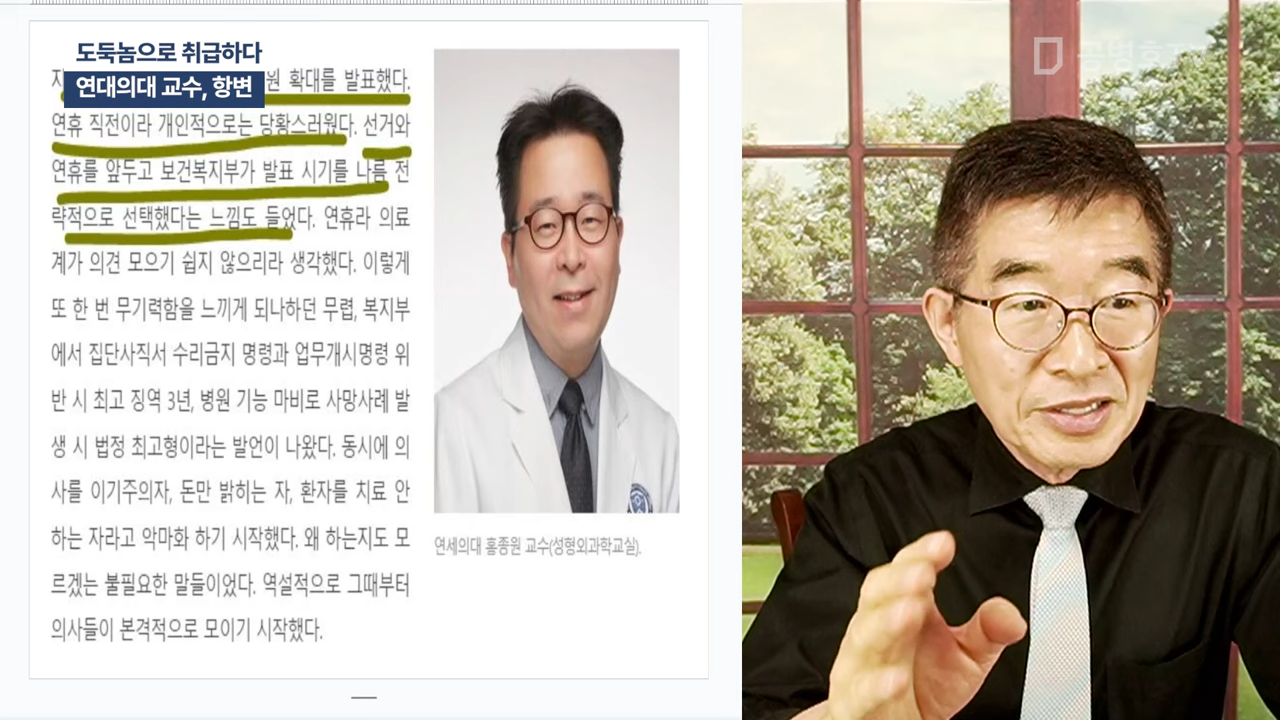 도둑놈으로 취급하다
연대의대 교수, 항변
원 확대를 발표했다.
연휴 직전이라 개인적으로는 당황스러웠다. 선거와
연휴를 앞두고 보건복지부가 발표 시기를 나름 전
략적으로 선택했다는 느낌도 들었다. 연휴라 의료
계가 의견 모으기 쉽지 않으리라 생각했다. 이렇게
또 한 번 무기력함을 느끼게 되나하던 무렵, 복지부
에서 집단사직서 수리금지 명령과 업무개시명령 위
반 시 최고 징역 3년, 병원 기능 마비로 사망사례 발
생 시 법정 최고형이라는 발언이 나왔다. 동시에 의
사를 이기주의자, 돈만 밝히는 자, 환자를 치료 안
하는 자라고 악마화 하기 시작했다. 왜 하는지도 모
르겠는 불필요한 말들이었다. 역설적으로 그때부터
의사들이 본격적으로 모이기 시작했다.
연세의대 홍종원 교수(성형외과학교실).